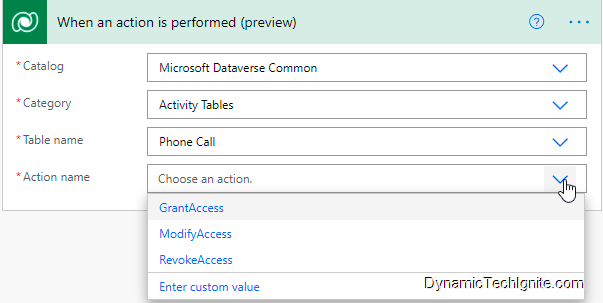 When an action is performed (preview)
* Catalog Microsoft Dataverse Common
* Category Activity Tables
* Table name Phone Call
* Action name Choose an action.
GrantAccess
ModifyAccess
RevokeAccess
Enter custom value
DynamicTechIgnite.com